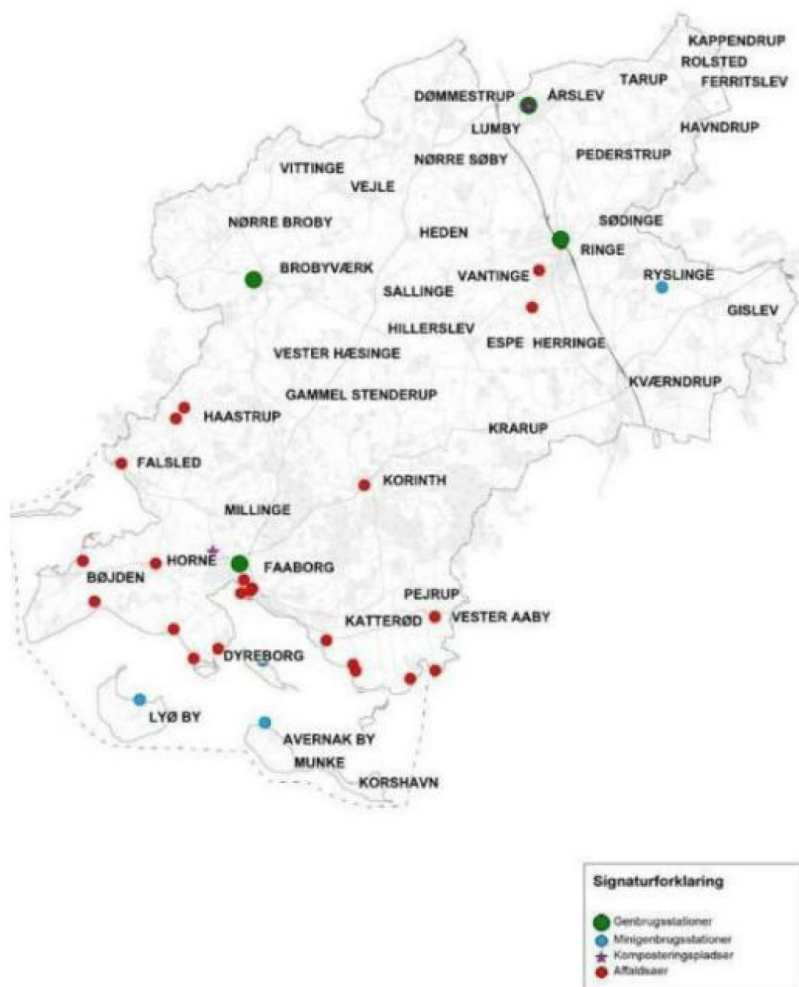 KAPPENDRUP
ROLSTED
TARUP
FERRITSLEV
DØMMESTRUP
ÅRSLEV
LUMBY
HAVNDRUP
NØRRE SØBY
PEDERSTRUP
VITTINGE
VEJLE
NØRRE BROBY
HEDEN
SØDINGE
RINGE
BROBYVÆRK
VANTINGE
RYSLINGE
SALLINGE
GISLEV
HILLERSLEV
ESPE
HERRINGE
VESTER HÆSINGE
KVÆRNDRUP
GAMMEL STENDERUP
HAASTRUP
KRARUP
FALSLED
KORINTH
MILLINGE
HORNE
FAABORG
BØJDEN
PEJRUP
KATTERØD
VESTER AABY
DYREBORG
LYØ BY
AVERNAK BY
MUNKE
KORSHAVN
Signaturforklaring
Genbrugsstationer
Minigenbrugsstationer
Komposteringspladser
Affaldsøer